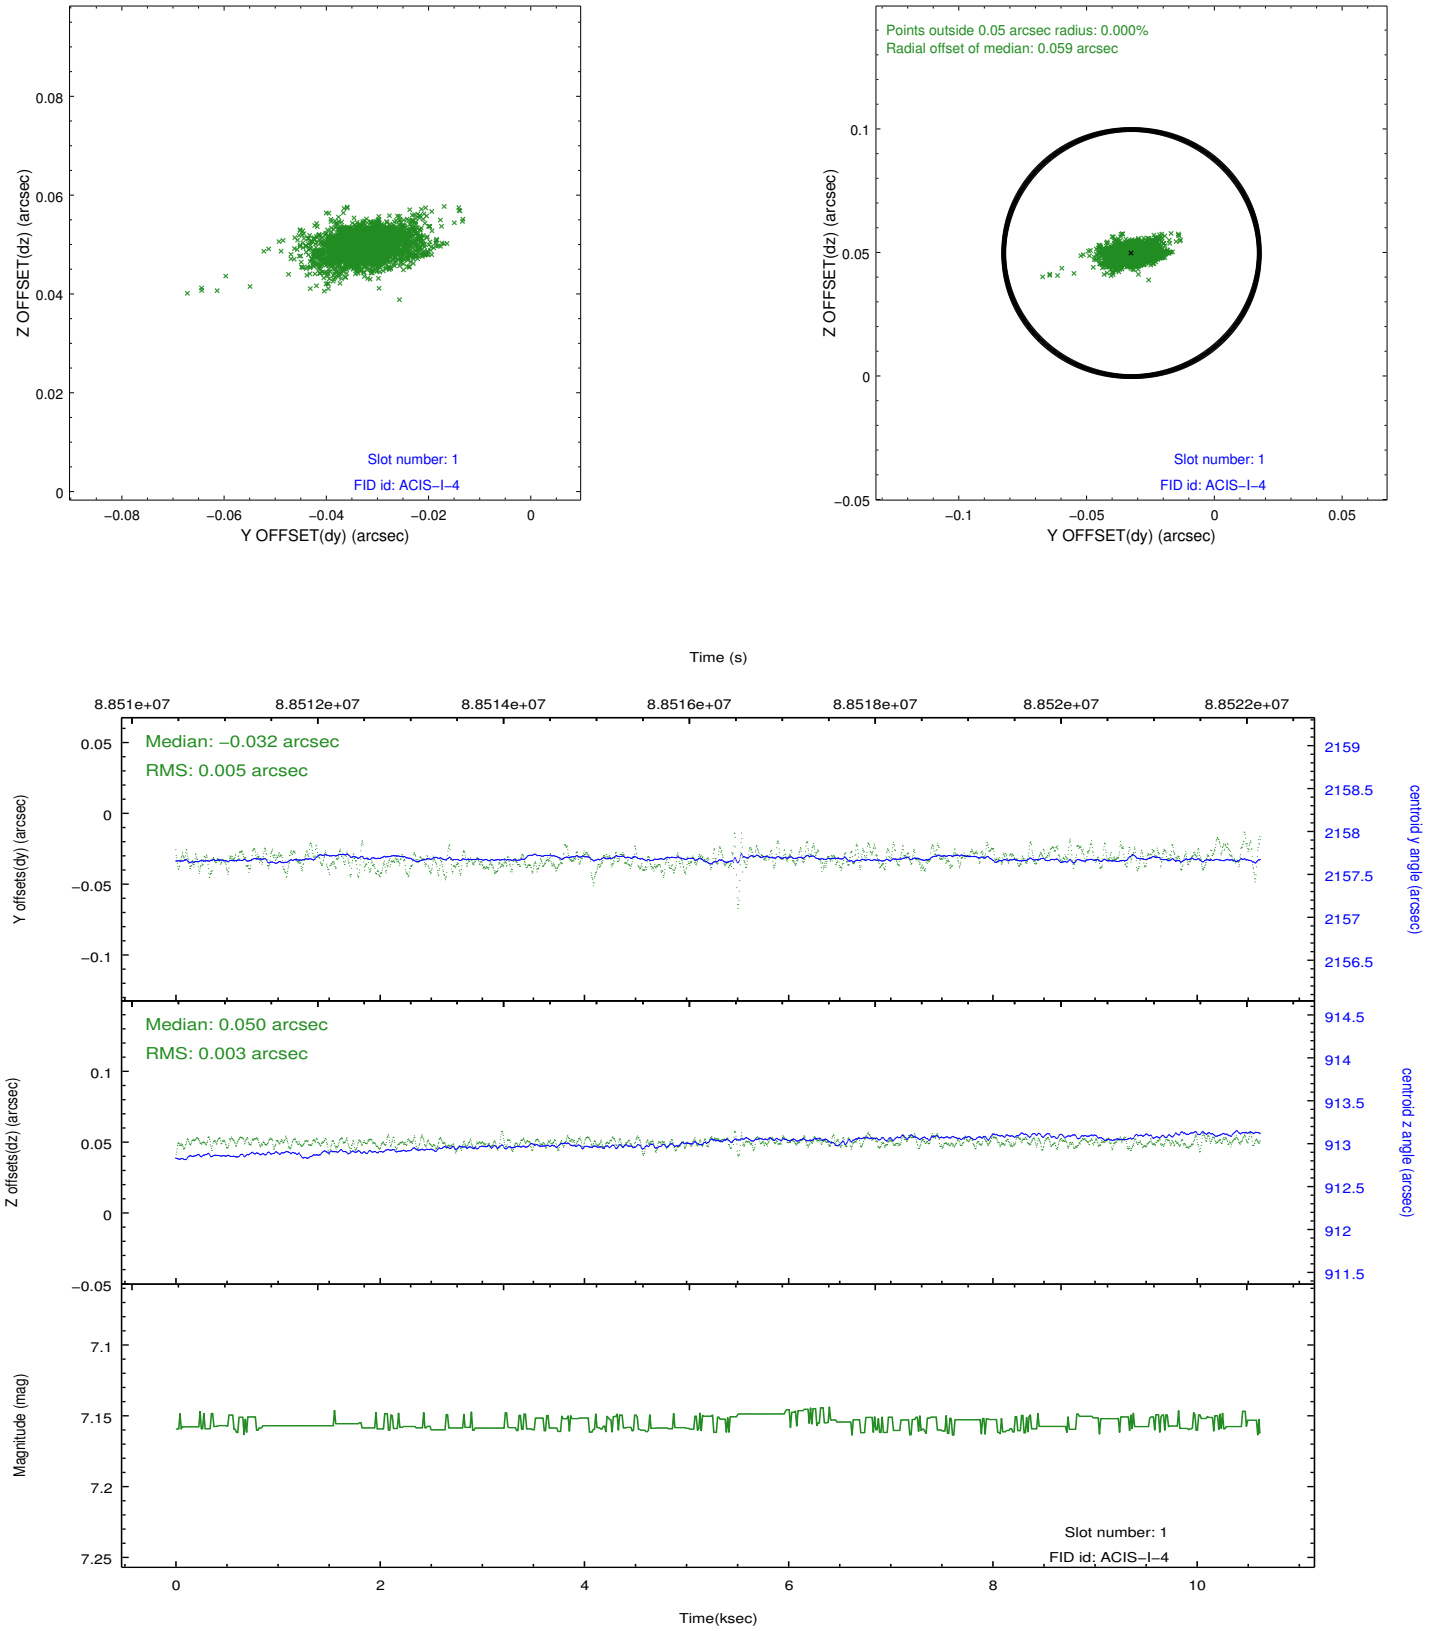 0.08
0.06
0.04
0.02
0
Z OFFSET(dz) (arcsec)
Slot number: 1
FID id: ACIS−I−4
−0.08
−0.06
−0.04
−0.02
0
Y OFFSET(dy) (arcsec)
Points outside 0.05 arcsec radius: 0.000%
Radial offset of median: 0.059 arcsec
0.1
0.05
0
−0.05
Z OFFSET(dz) (arcsec)
Slot number: 1
FID id: ACIS−I−4
−0.1
−0.05
0
0.05
Y OFFSET(dy) (arcsec)
Time (s)
8.851e+07
8.8512e+07
8.8514e+07
8.8516e+07
8.8518e+07
8.852e+07
8.8522e+07
Median: −0.032 arcsec
RMS: 0.005 arcsec
0.05
0
−0.05
−0.1
Y offsets(dy) (arcsec)
2159
2158.5
2158
2157.5
2157
2156.5
centroid y angle (arcsec)
Median: 0.050 arcsec
RMS: 0.003 arcsec
0.1
0.05
0
−0.05
Z offsets(dz) (arcsec)
914.5
914
913.5
913
912.5
912
911.5
centroid z angle (arcsec)
7.1
7.15
7.2
7.25
Magnitude (mag)
Slot number: 1
FID id: ACIS−I−4
0
2
4
6
8
10
Time(ksec)